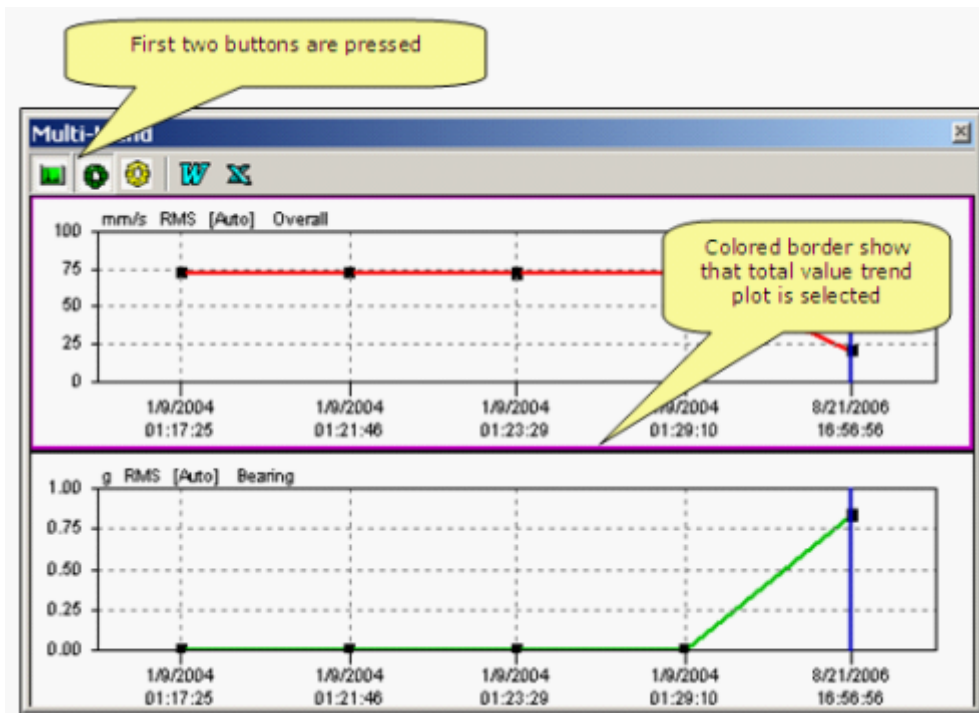 First two buttons are pressed
Multi-trend
W X
mm/s RMS [Auto] Overall
100
75
50
25
0
Colored border show
that total value trend
plot is selected
1/9/2004 1/9/2004 1/9/2004 1/9/2004 8/21/2006
01:17:25 01:21:46 01:23:29 01:29:10 16:56:56
g RMS [Auto] Bearing
1.00
0.75
0.50
0.25
0.00
1/9/2004 1/9/2004 1/9/2004 1/9/2004 8/21/2006
01:17:25 01:21:46 01:23:29 01:29:10 16:56:56